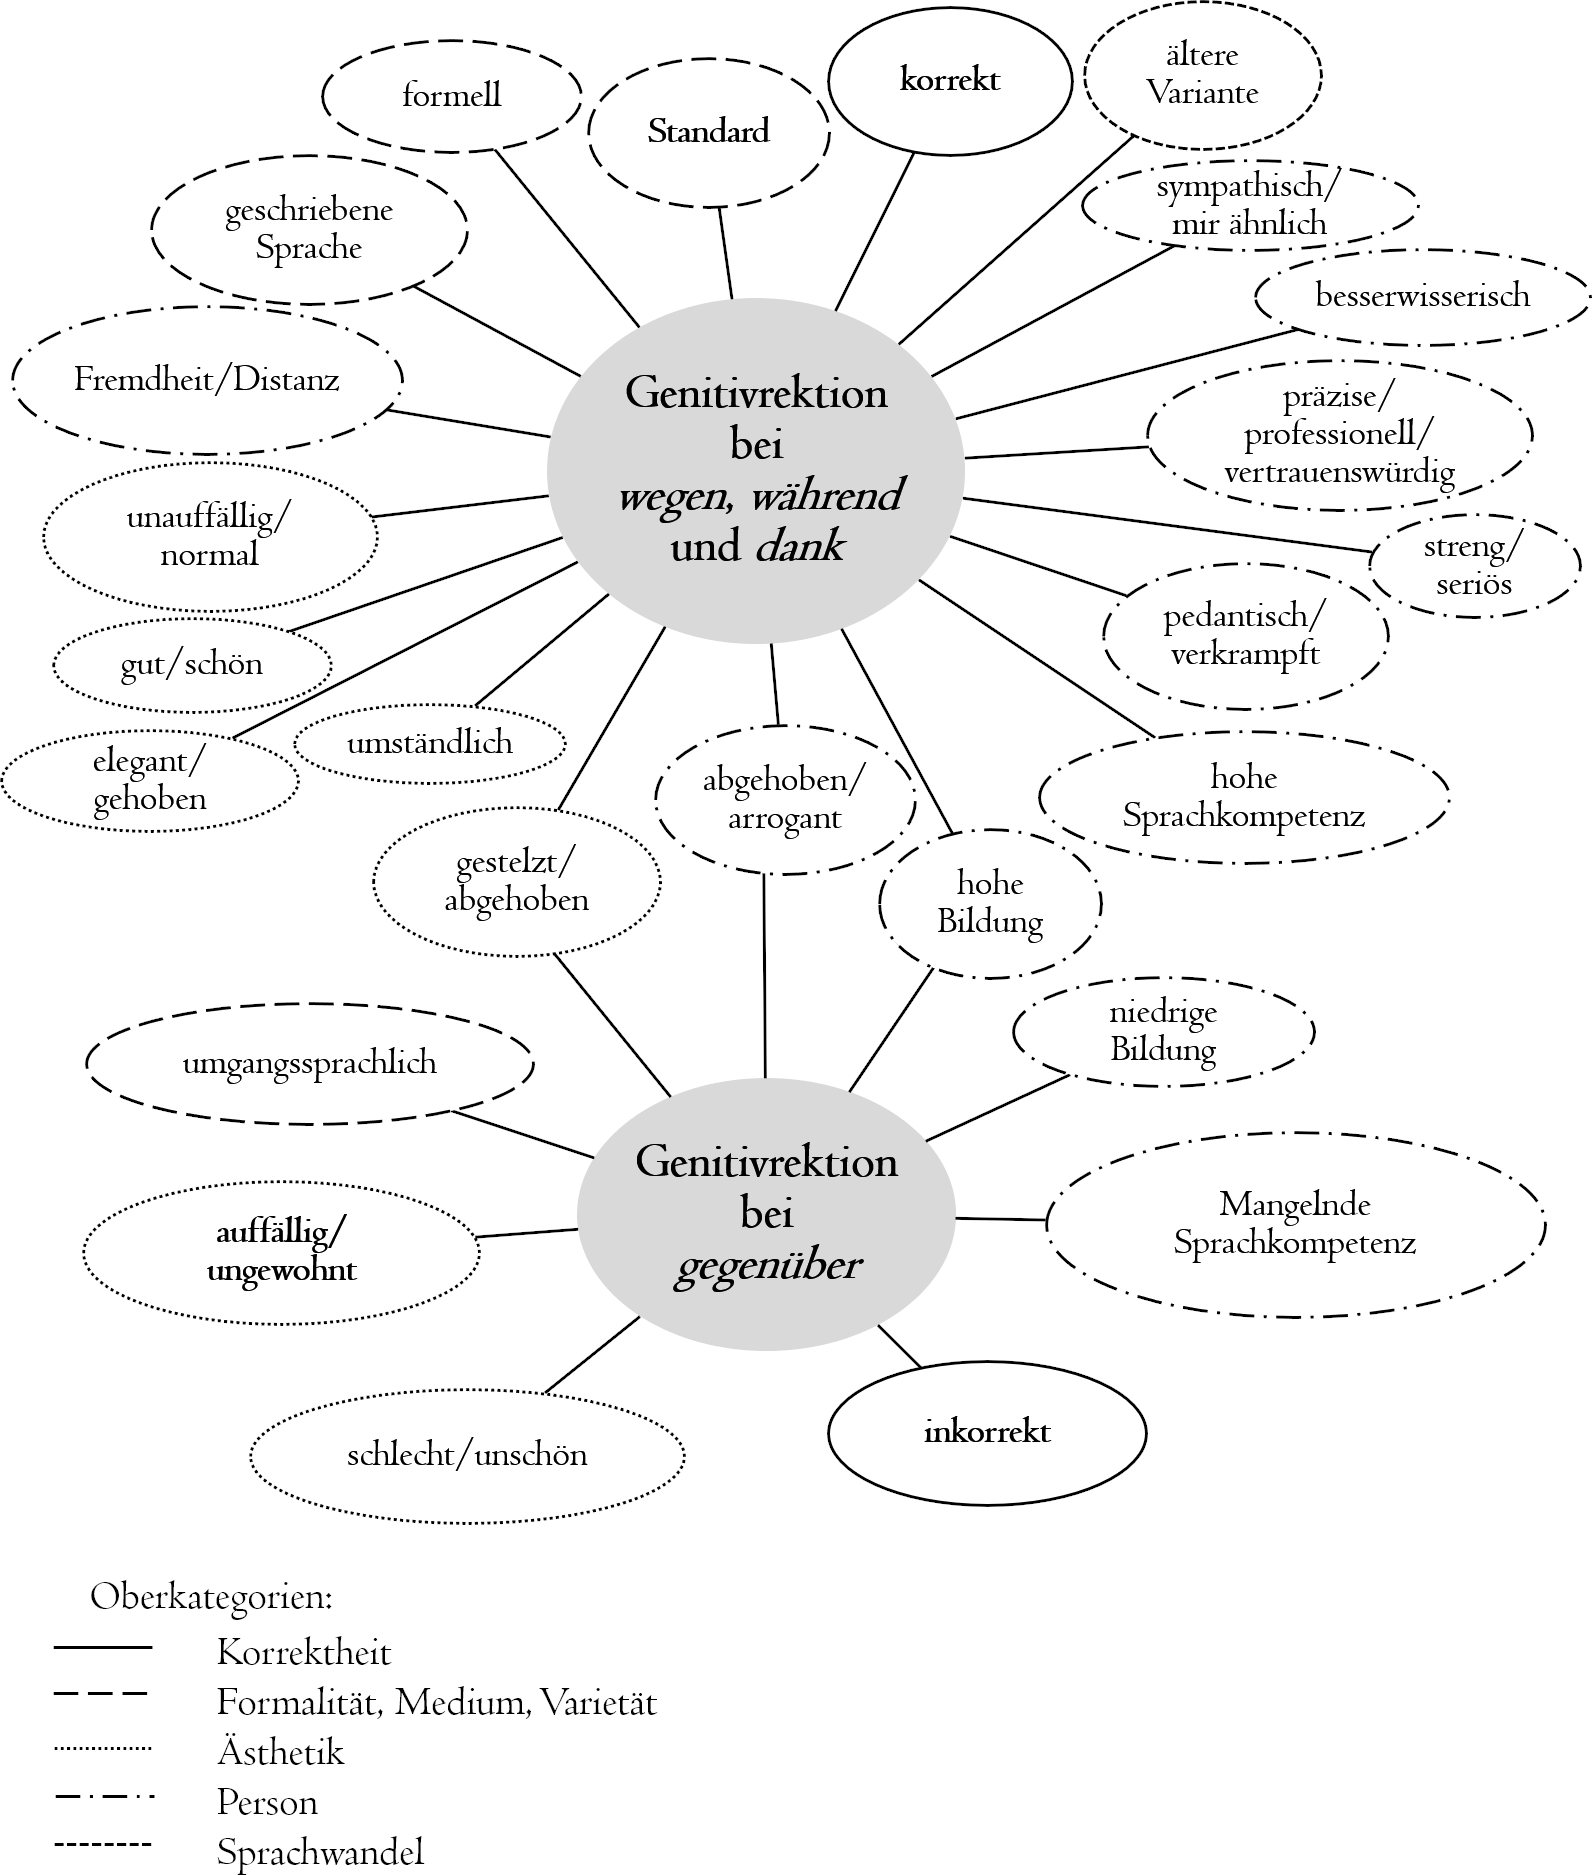 formell
Standard
korrekt
ältere
Variante
geschriebene
Sprache
sympathisch/
mir ähnlich
besserwisserisch
Fremdheit/Distanz
Genitivrektion
bei
wegen, während
und dank
präzise/
professionell/
vertrauenswürdig
unauffällig/
normal
streng/
seriös
pedantisch/
verkrampft
gut/schön
umständlich
elegant/
gehoben
abgehoben/
arrogant
hohe
Sprachkompetenz
gestelzt/
abgehoben
hohe
Bildung
niedrige
Bildung
umgangssprachlich
Genitivrektion
bei
gegenüber
auffällig/
ungewohnt
Mangelnde
Sprachkompetenz
schlecht/unschön
inkorrekt
Oberkategorien:
Korrektheit
Formalität, Medium, Varietät
Ästhetik
Person
Sprachwandel